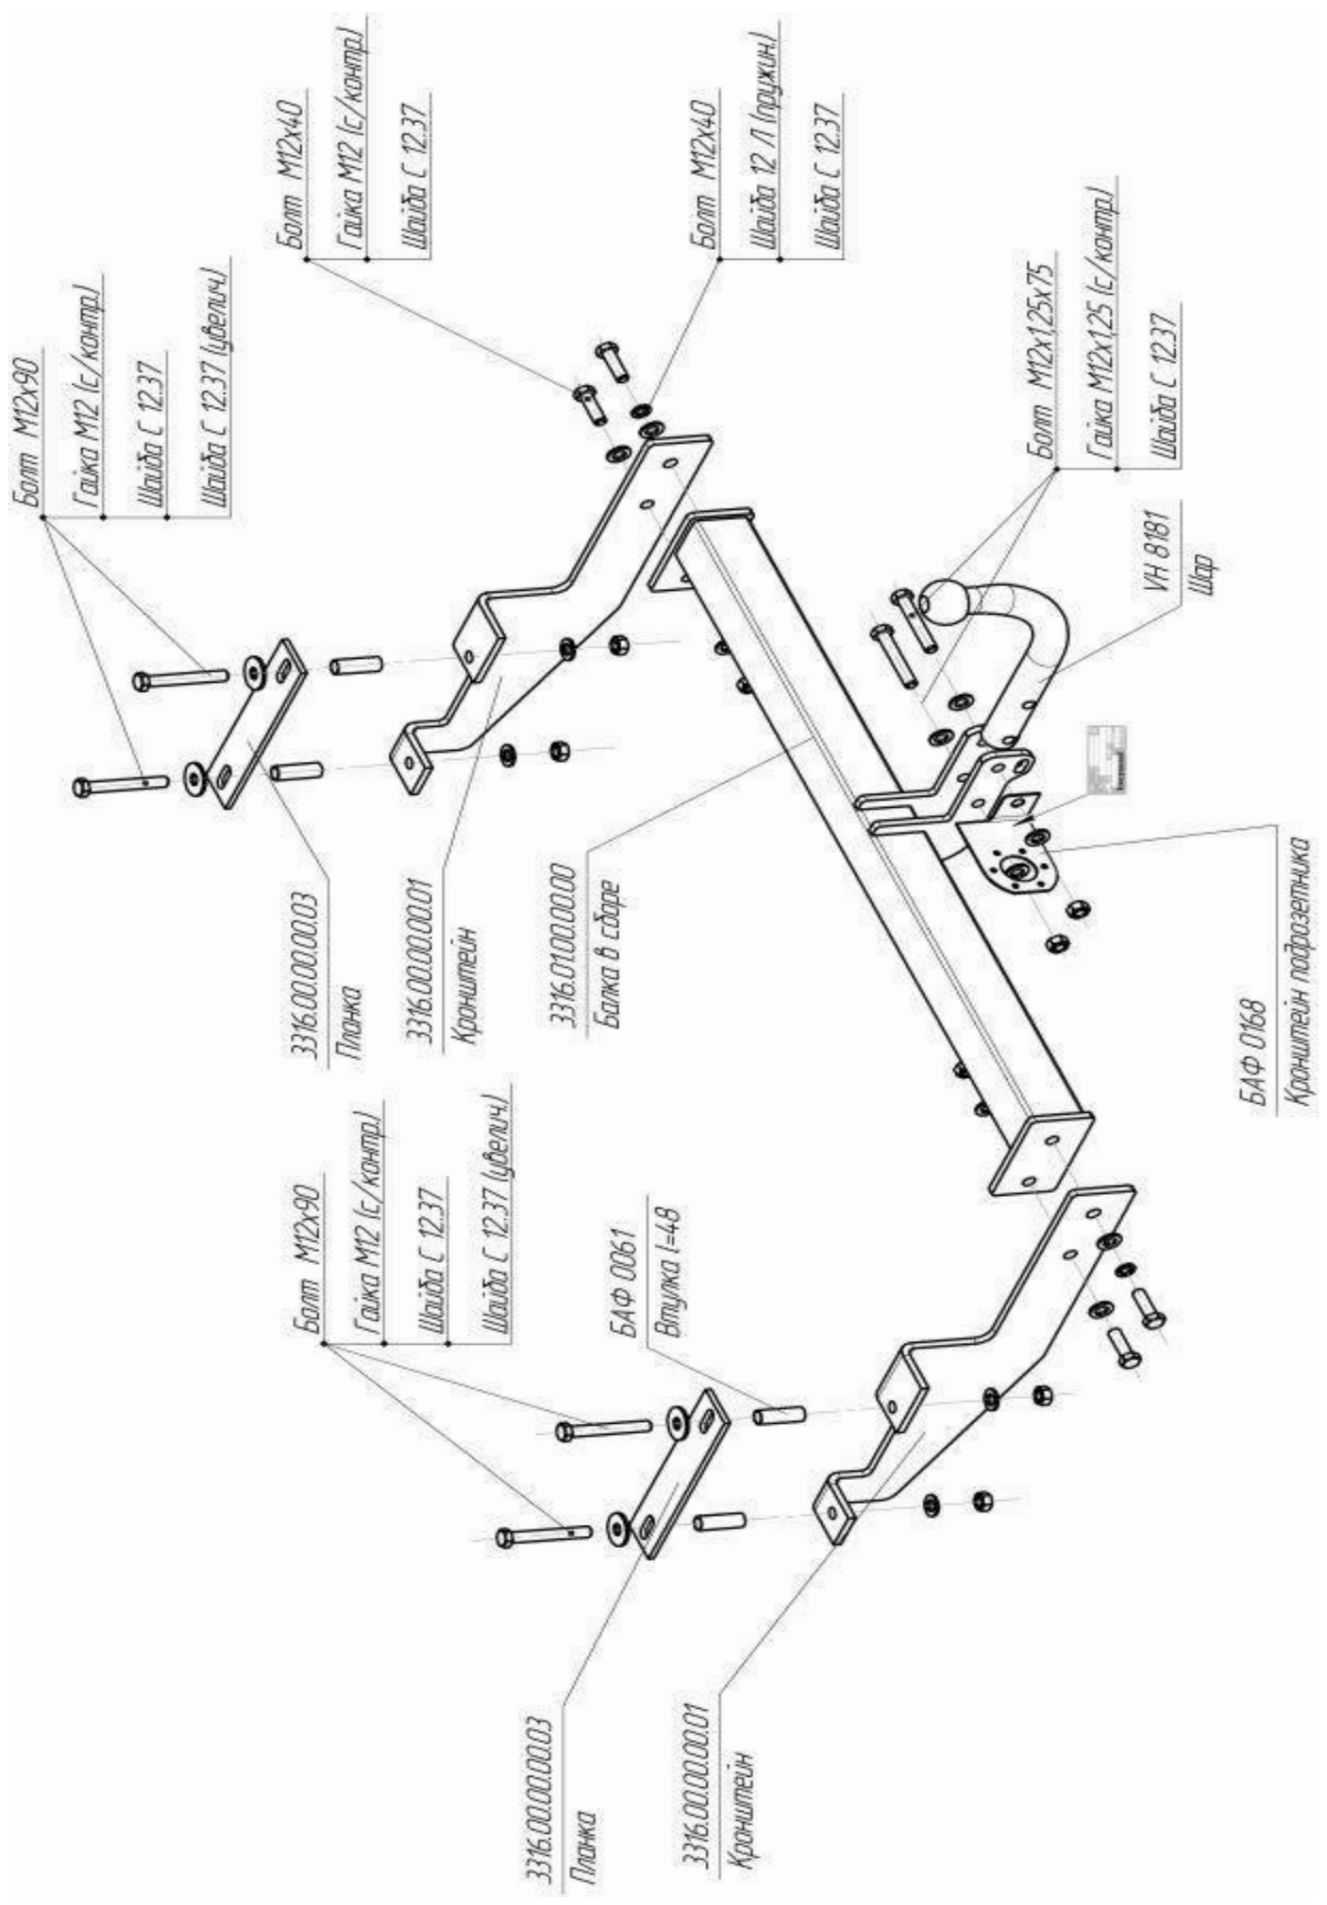 Болт М12х90
Гайка М12 (с/контр.)
Шайба С 12.37
Шайба С 12.37 (увелич.)
Болт М12х40
Гайка М12 (с/контр.)
Шайба С 12.37
Болт М12х40
Шайба 12 Л (пружин.)
Шайба С 12.37
Болт М12х1,25х75
Гайка М12х1,25 (с/контр.)
Шайба С 12.37
УН 8181
Шар
3316.00.00.00.03
Планка
3316.00.00.00.01
Кронштейн
3316.01.00.00.00
Балка в сборе
БАФ 0168
Кронштейн подрозетника
Болт М12х90
Гайка М12 (с/контр.)
Шайба С 12.37
Шайба С 12.37 (увелич.)
БАФ 0061
Втулка l=48
3316.00.00.00.03
Планка
3316.00.00.00.01
Кронштейн